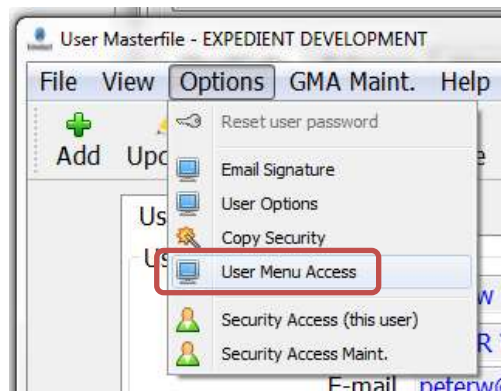 User Masterfile - EXPEDIENT DEVELOPMENT
File View Options GMA Maint. Help
Add
Reset user password
Email Signature
User Options
Copy Security
User Menu Access
Security Access (this user)
Security Access Maint.
E-mail peterw@